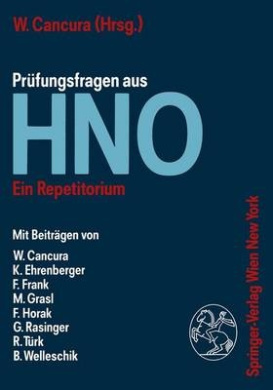 W. Cancura (Hrsg.)
Prüfungsfragen aus
HNO
Ein Repetitorium
Mit Beiträgen von
W. Cancura
K. Ehrenberger
F. Frank
M. Grasl
F. Horak
G. Rasinger
R. Türk
B. Welleschik
Springer-Verlag Wien New York